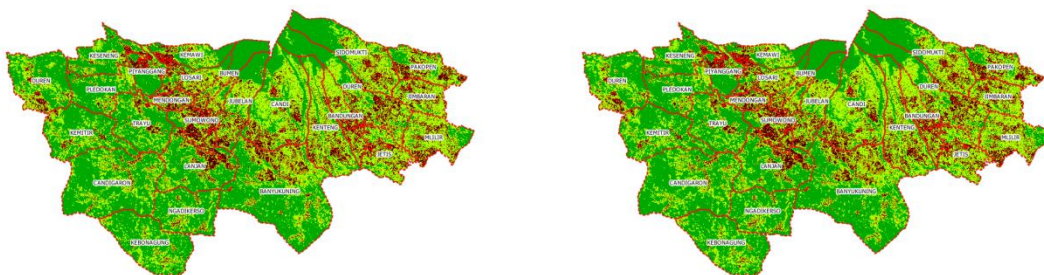 KESENENG
KEMAWI
SIDOMUKTI
PIYANGGANG
LOSARI
BUMEN
PAKOPEN
DUREN
DUREN
PLEDOKAN
JIMBARAN
MENDONGAN
JUBELAN
CANDI
BANDUNGAN
TRAYU
SUMOWONO
KENTENG
KEMITIR
MLILIR
JETIS
LANJAN
CANDIGARON
BANYUKUNING
NGADIKERSO
KEBONAGUNG
KESENENG
KEMAWI
SIDOMUKTI
PIYANGGANG
LOSARI
BUMEN
PAKOPEN
DUREN
DUREN
PLEDOKAN
JIMBARAN
MENDONGAN
JUBELAN
CANDI
BANDUNGAN
TRAYU
SUMOWONO
KENTENG
KEMITIR
MLILIR
JETIS
LANJAN
CANDIGARON
BANYUKUNING
NGADIKERSO
KEBONAGUNG